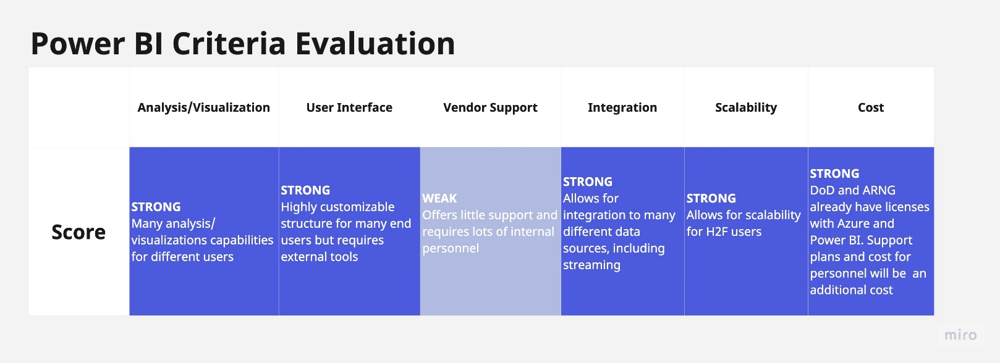 Power BI Criteria Evaluation
Analysis/Visualization
User Interface
Vendor Support
Integration
Scalability
Cost
Score
STRONG
Many analysis/
visualizations capabilities
for different users
STRONG
Highly customizable
structure for many end
users but requires
external tools
WEAK
Offers little support and
requires lots of internal
personnel
STRONG
Allows for
integration to many
different data
sources, including
streaming
STRONG
Allows for scalability
for H2F users
STRONG
DoD and ARNG
already have licenses
with Azure and
Power BI. Support
plans and cost for
personnel will be  an
additional cost
miro